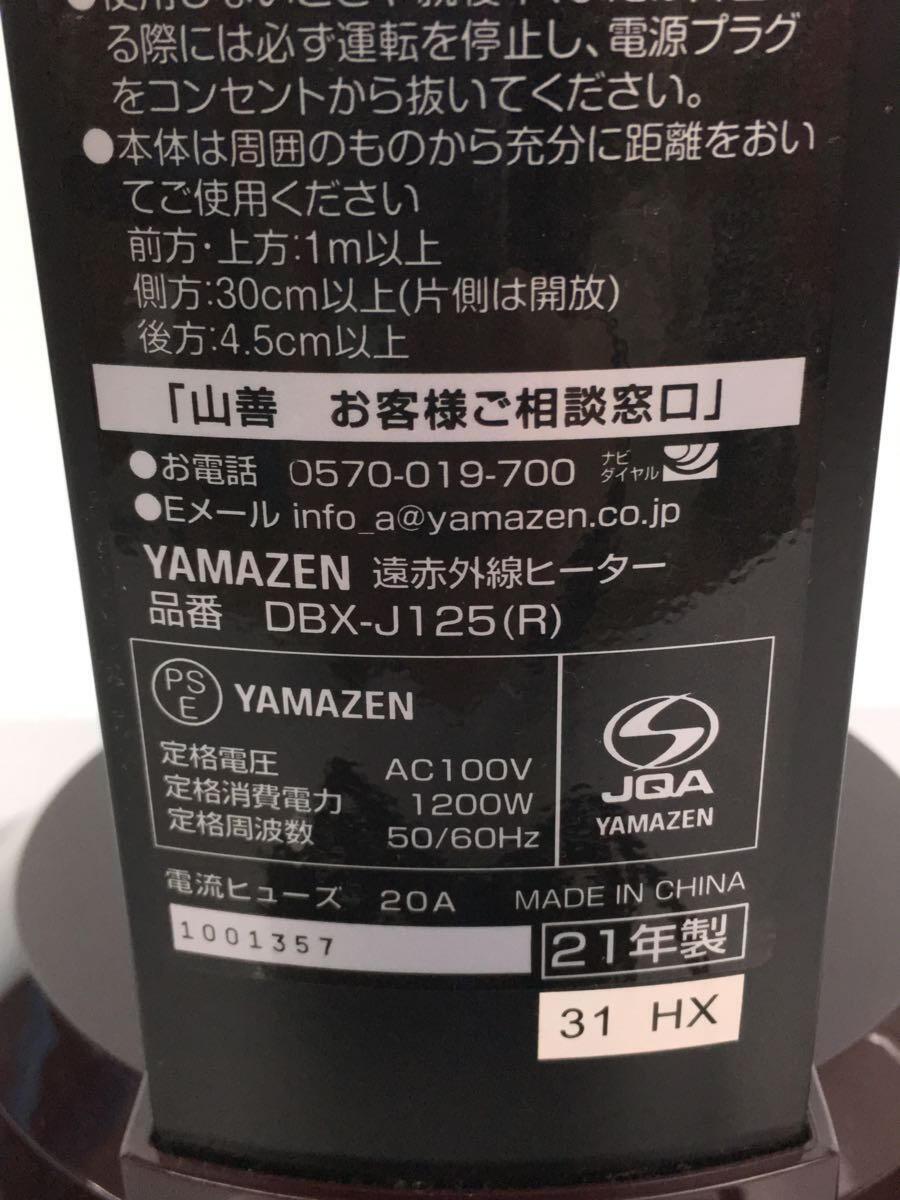 る際には必ず運転を停止し、電源プラグ
をコンセントから抜いてください。
●本体は周囲のものから充分に距離をおい
てご使用ください
前方・上方:1m以上
側方:30cm以上(片側は開放)
後方:4.5cm以上
「山善 お客様ご相談窓口」
●お電話 0570-019-700 ナビダイヤル
●Eメール info_a@yamazen.co.jp
YAMAZEN 遠赤外線ヒーター
品番 DBX-J125(R)
PSE YAMAZEN
定格電圧 AC100V
定格消費電力 1200W
定格周波数 50/60Hz
JQA
YAMAZEN
電流ヒューズ 20A MADE IN CHINA
1001357 21年製
31 HX